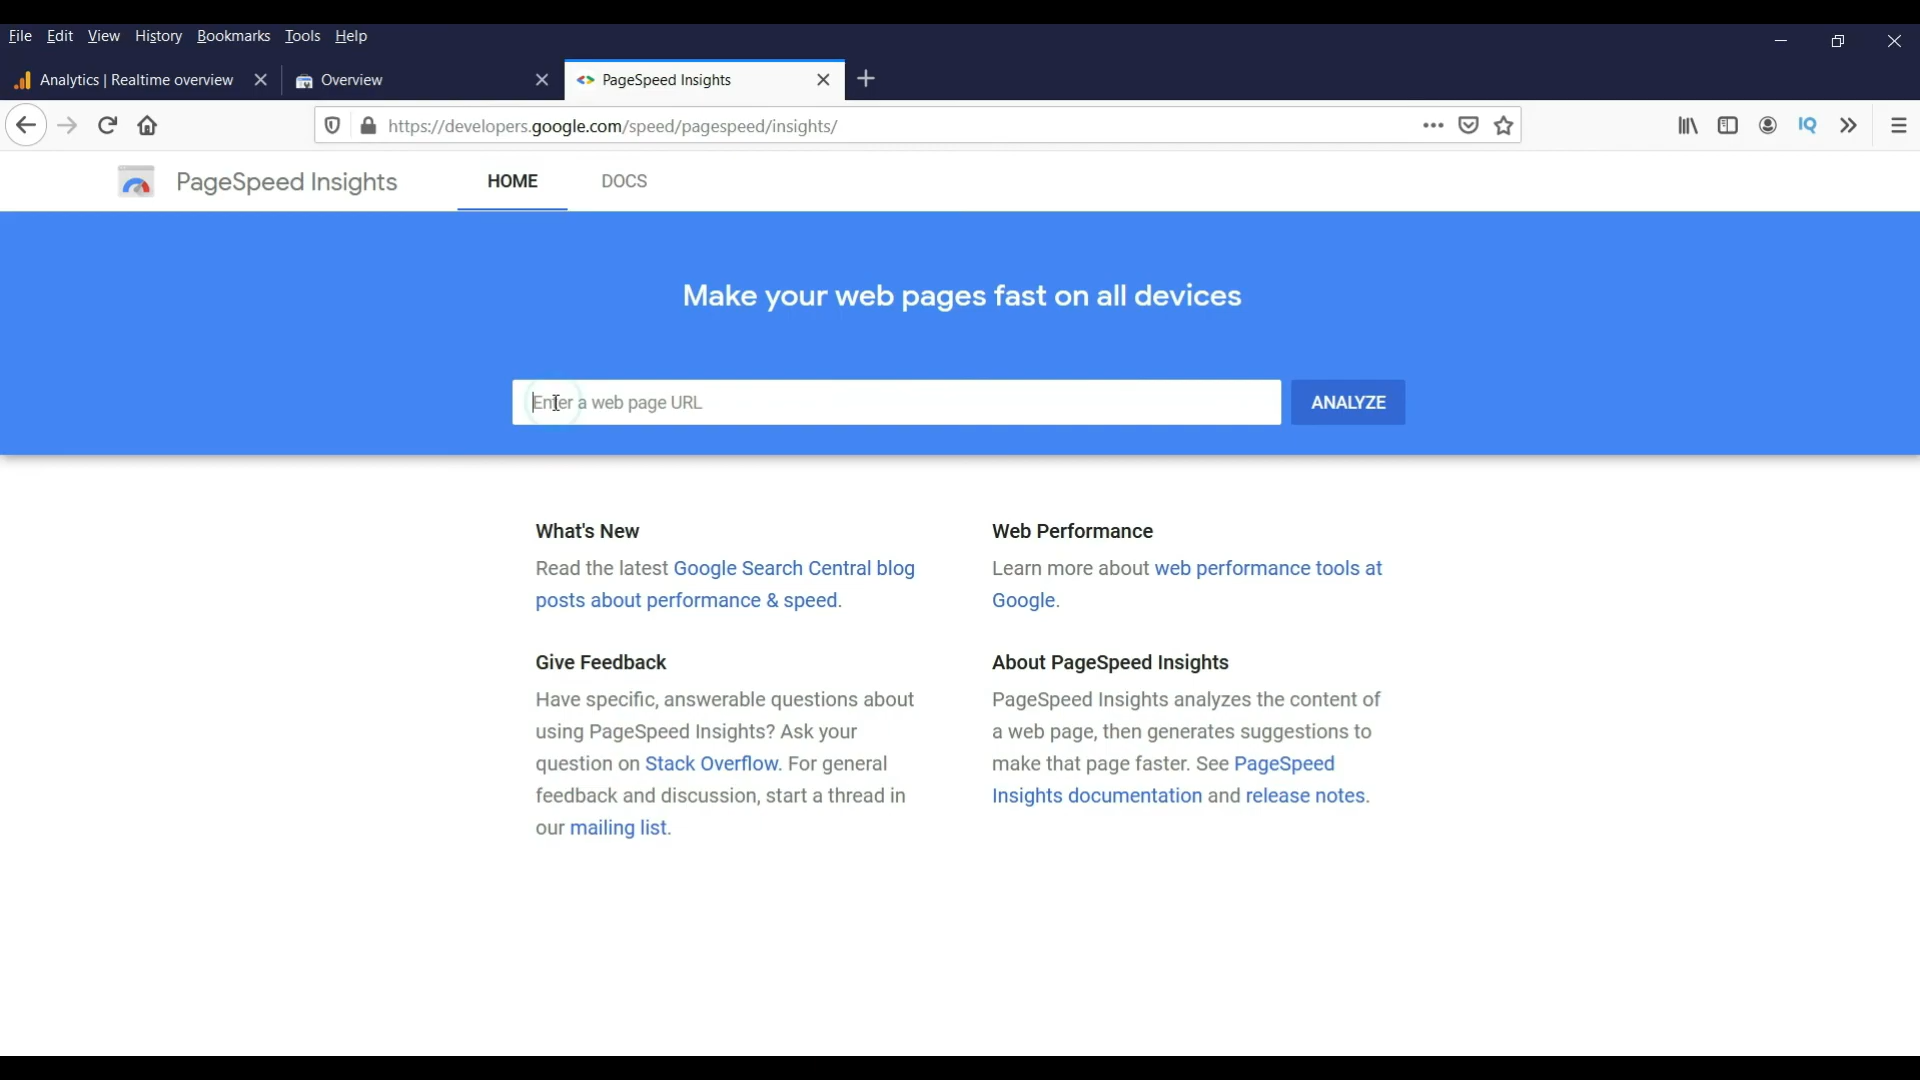 File Edit View History Bookmarks Tools Help
Analytics | Realtime overview Overview PageSpeed Insights
https://developers.google.com/speed/pagespeed/insights/
IQ
PageSpeed Insights HOME DOCS
Make your web pages fast on all devices
Enter a web page URL ANALYZE
What's New
Read the latest Google Search Central blog
posts about performance & speed.
Web Performance
Learn more about web performance tools at
Google.
Give Feedback
Have specific, answerable questions about
using PageSpeed Insights? Ask your
question on Stack Overflow. For general
feedback and discussion, start a thread in
our mailing list.
About PageSpeed Insights
PageSpeed Insights analyzes the content of
a web page, then generates suggestions to
make that page faster. See PageSpeed
Insights documentation and release notes.